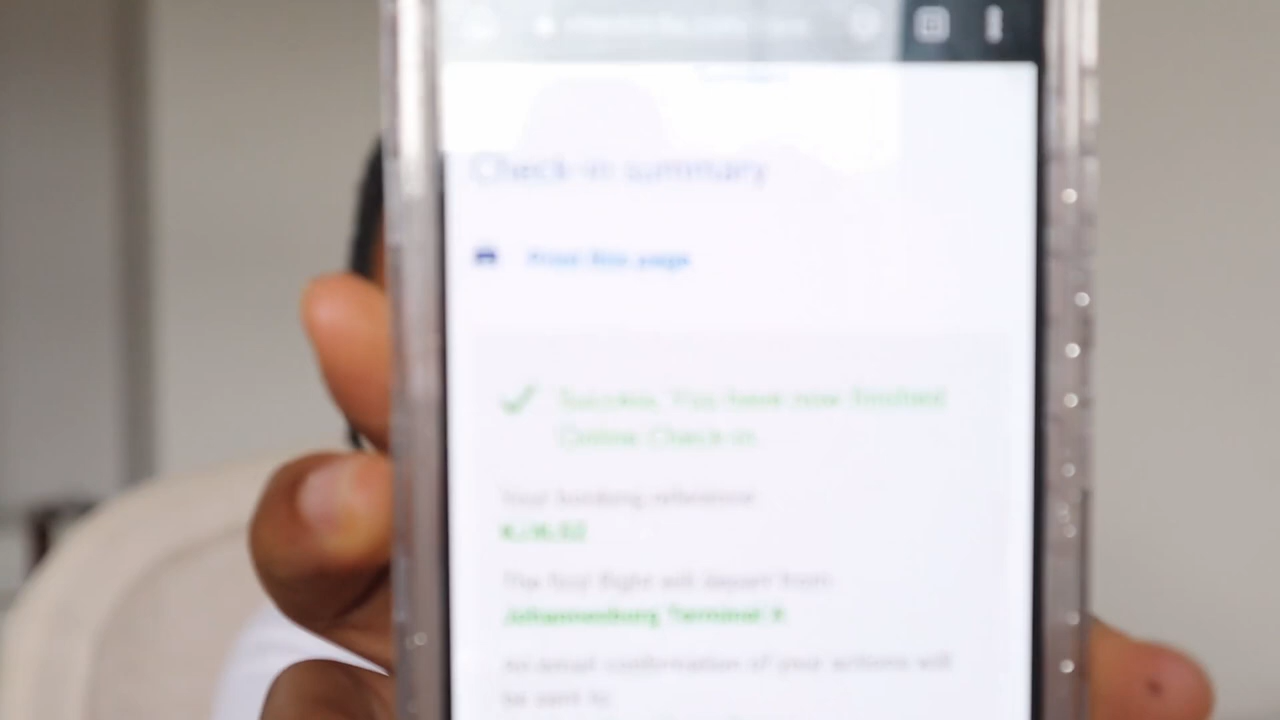 Check-in summary
Print this page
Success. You have now finished
Online Check-in.
Your booking reference
The first flight will depart from
Johannesburg Terminal
An email confirmation of your actions will
be sent to